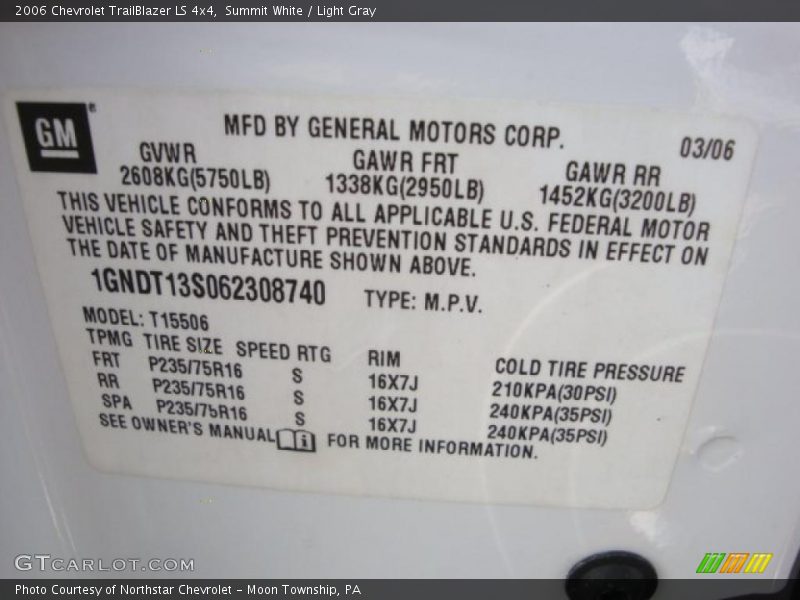 2006 Chevrolet TrailBlazer LS 4x4,  Summit White / Light Gray
GM®
MFD BY GENERAL MOTORS CORP.
03/06
GVWR GAWR FRT GAWR RR
2608KG(5750LB) 1338KG(2950LB) 1452KG(3200LB)
THIS VEHICLE CONFORMS TO ALL APPLICABLE U.S. FEDERAL MOTOR
VEHICLE SAFETY AND THEFT PREVENTION STANDARDS IN EFFECT ON
THE DATE OF MANUFACTURE SHOWN ABOVE.
1GNDT13S062308740 TYPE: M.P.V.
MODEL: T15506
TPMG TIRE SIZE SPEED RTG RIM COLD TIRE PRESSURE
FRT P235/75R16 S 16X7J 210KPA(30PSI)
RR P235/75R16 S 16X7J 240KPA(35PSI)
SPA P235/75R16 S 16X7J 240KPA(35PSI)
SEE OWNER'S MANUAL FOR MORE INFORMATION.
GTCARLOT.COM
Photo Courtesy of Northstar Chevrolet - Moon Township, PA